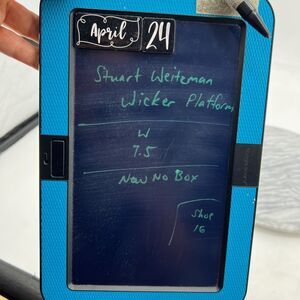 April 24
Stuart Weitzman
Wicker Platform
W
7.5
New No Box
Shop
16